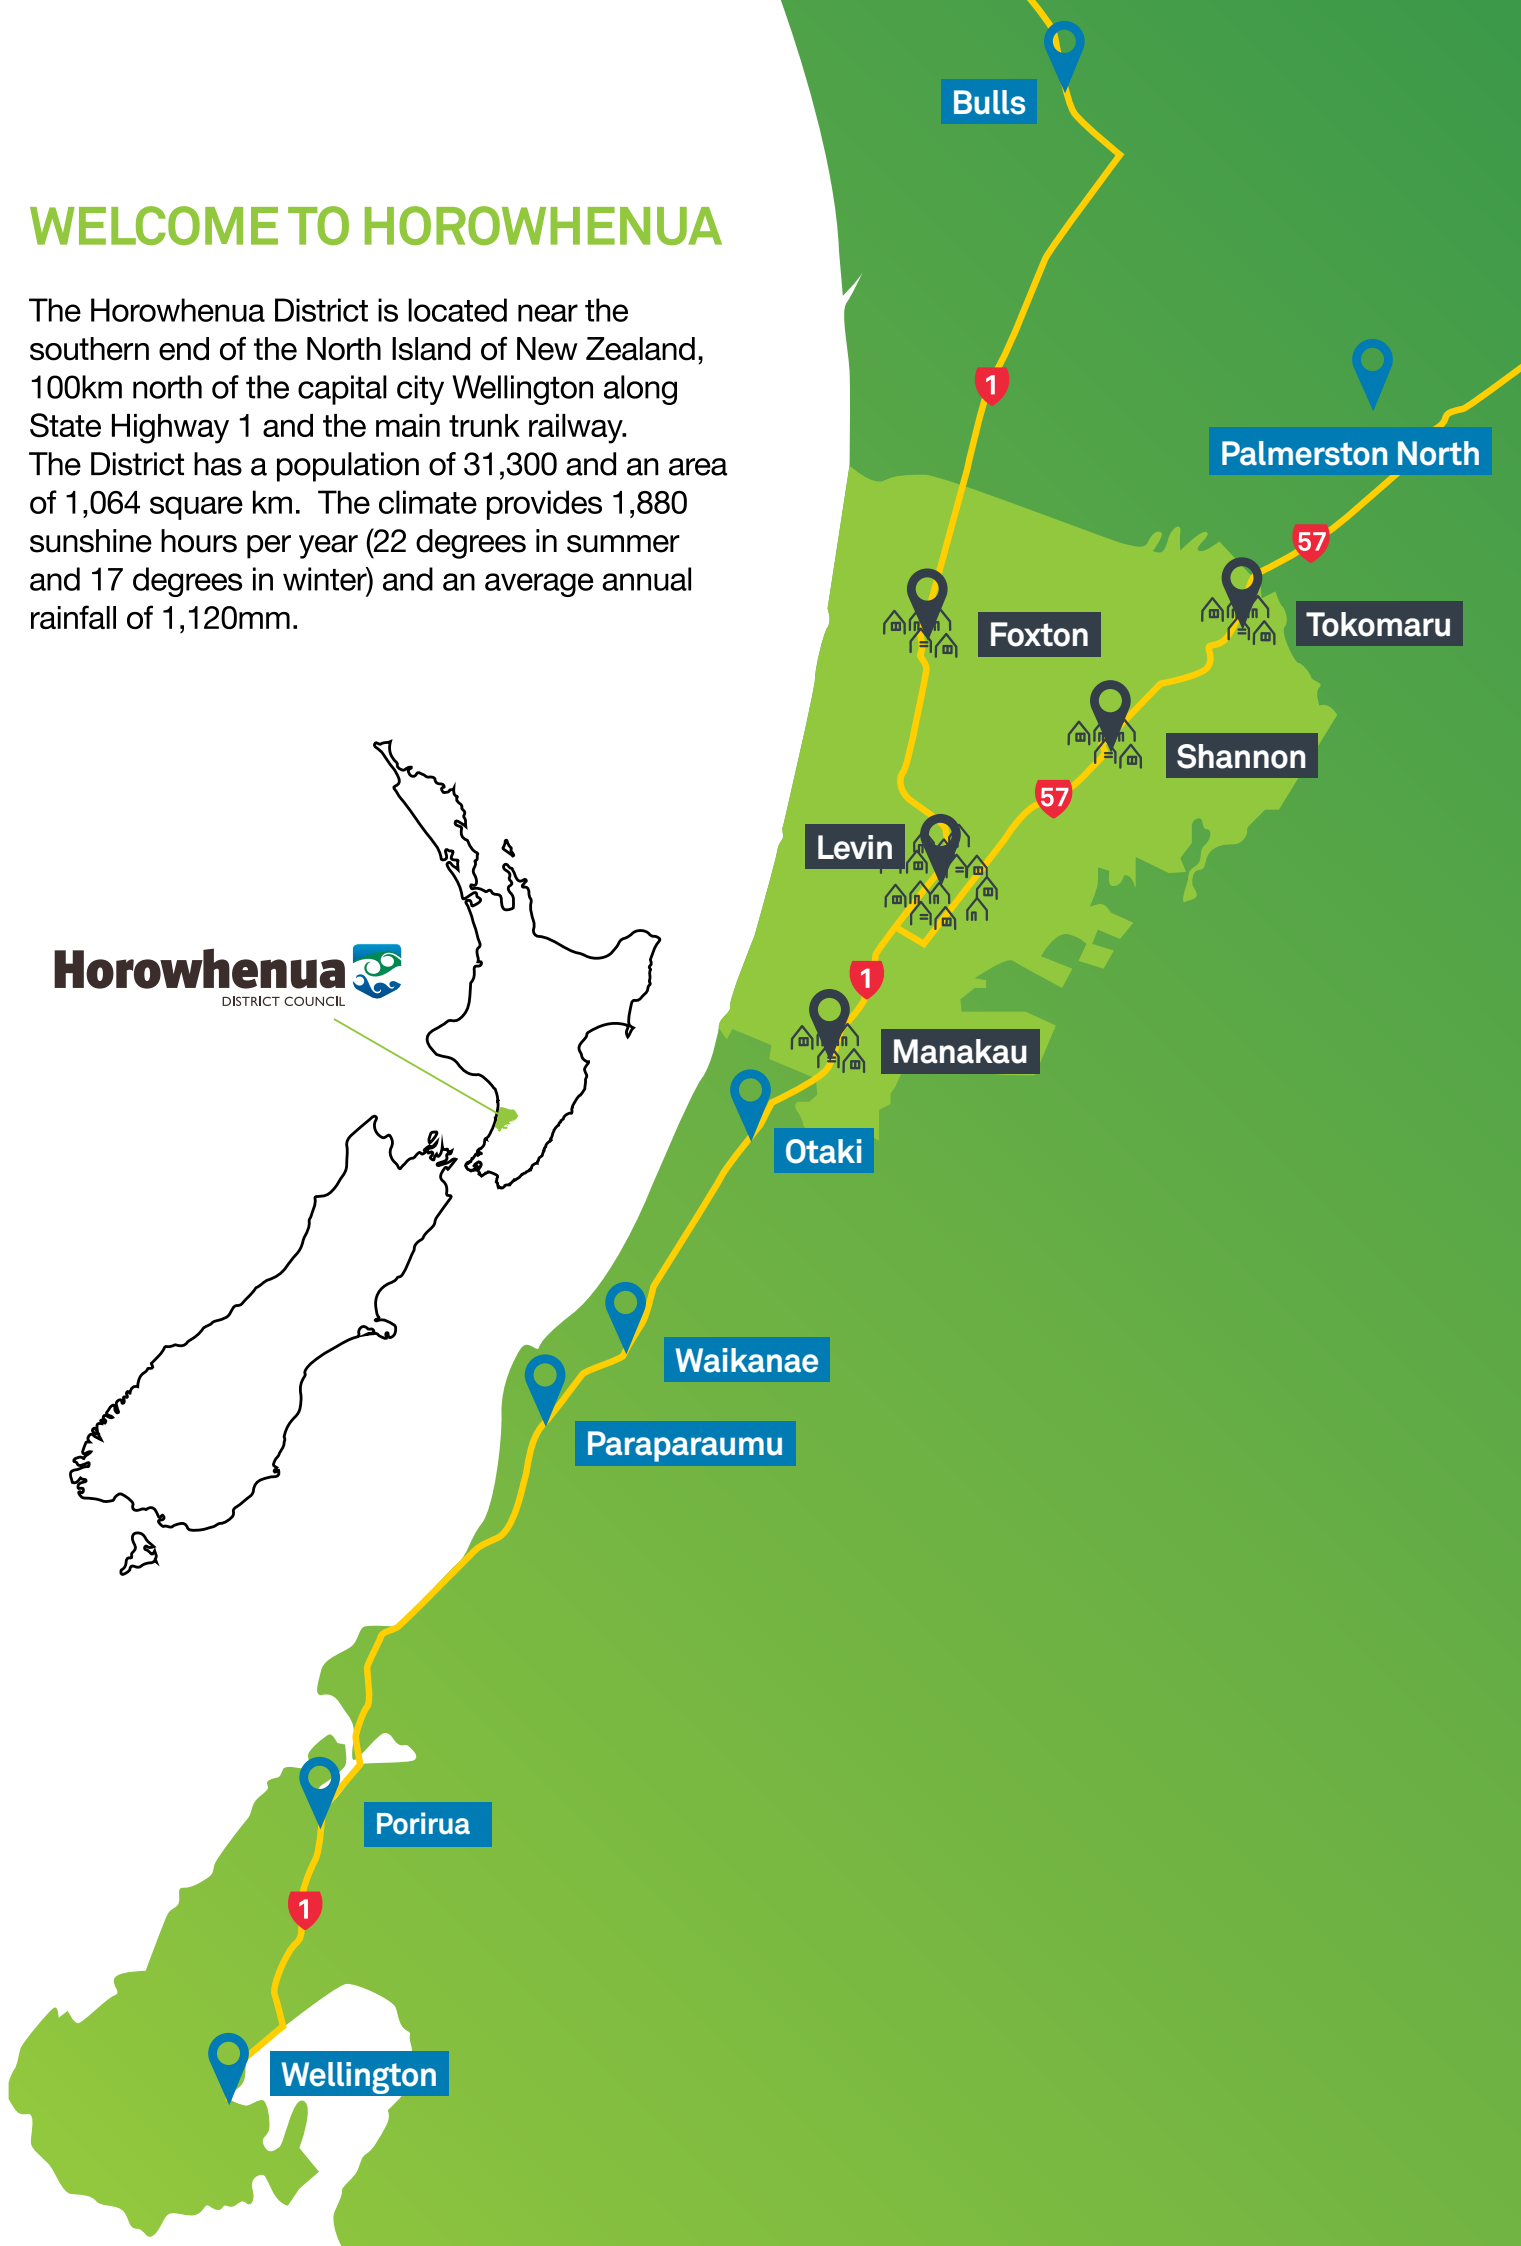 Bulls
WELCOME TO HOROWHENUA
The Horowhenua District is located near the
southern end of the North Island of New Zealand,
100km north of the capital city Wellington along
State Highway 1 and the main trunk railway.
The District has a population of 31,300 and an area
of 1,064 square km.  The climate provides 1,880
sunshine hours per year (22 degrees in summer
and 17 degrees in winter) and an average annual
rainfall of 1,120mm.
1
Palmerston North
57
Foxton
Tokomaru
Shannon
57
Levin
Horowhenua
DISTRICT COUNCIL
1
Manakau
Otaki
Waikanae
Paraparaumu
Porirua
1
Wellington